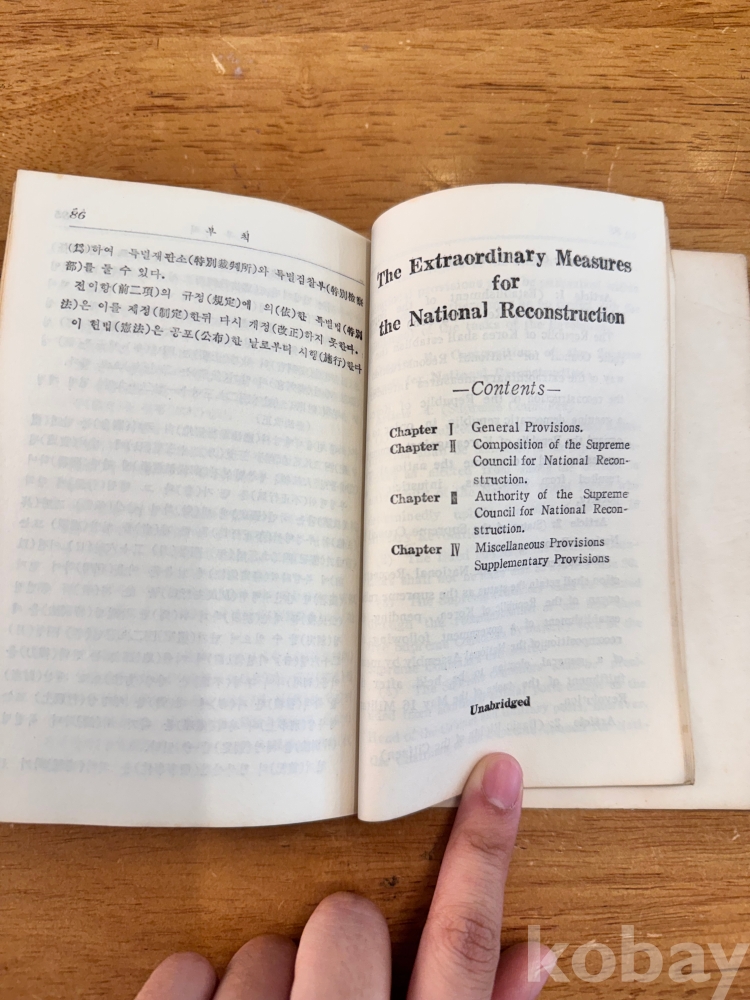 86
부 칙
(爲)하여 특별재판소(特別裁判所)와 특별검찰부(特別檢察
部)를 둘 수 있다.
전이항(前二項)의 규정(規定)에 의(依)한 특별법(特別
法)은 이를 제정(制定)한뒤 다시 개정(改正)하지 못한다.
이 헌법(憲法)은 공포(公布)한 날로부터 시행(施行)한다
The Extraordinary Measures
for
the National Reconstruction
—Contents—
Chapter Ⅰ General Provisions.
Chapter Ⅱ Composition of the Supreme
Council for National Recon-
struction.
Chapter Ⅲ Authority of the Supreme
Council for National Recon-
struction.
Chapter Ⅳ Miscellaneous Provisions
Supplementary Provisions
Unabridged
kobay